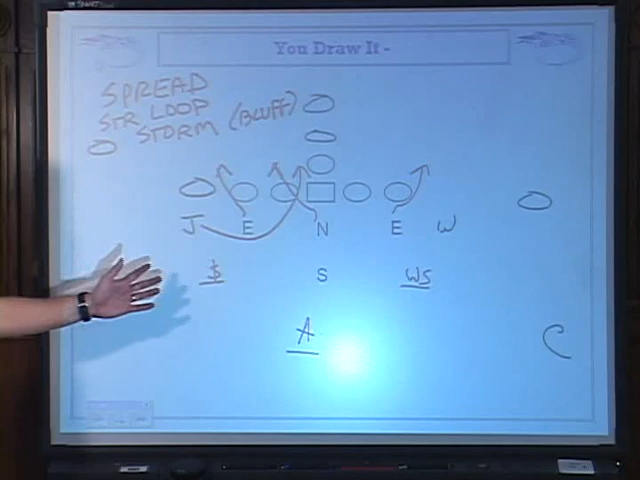 You Draw It -
SPREAD
STR LOOP
STORM (BLUFF)
J E N E W
$ S WS
A C